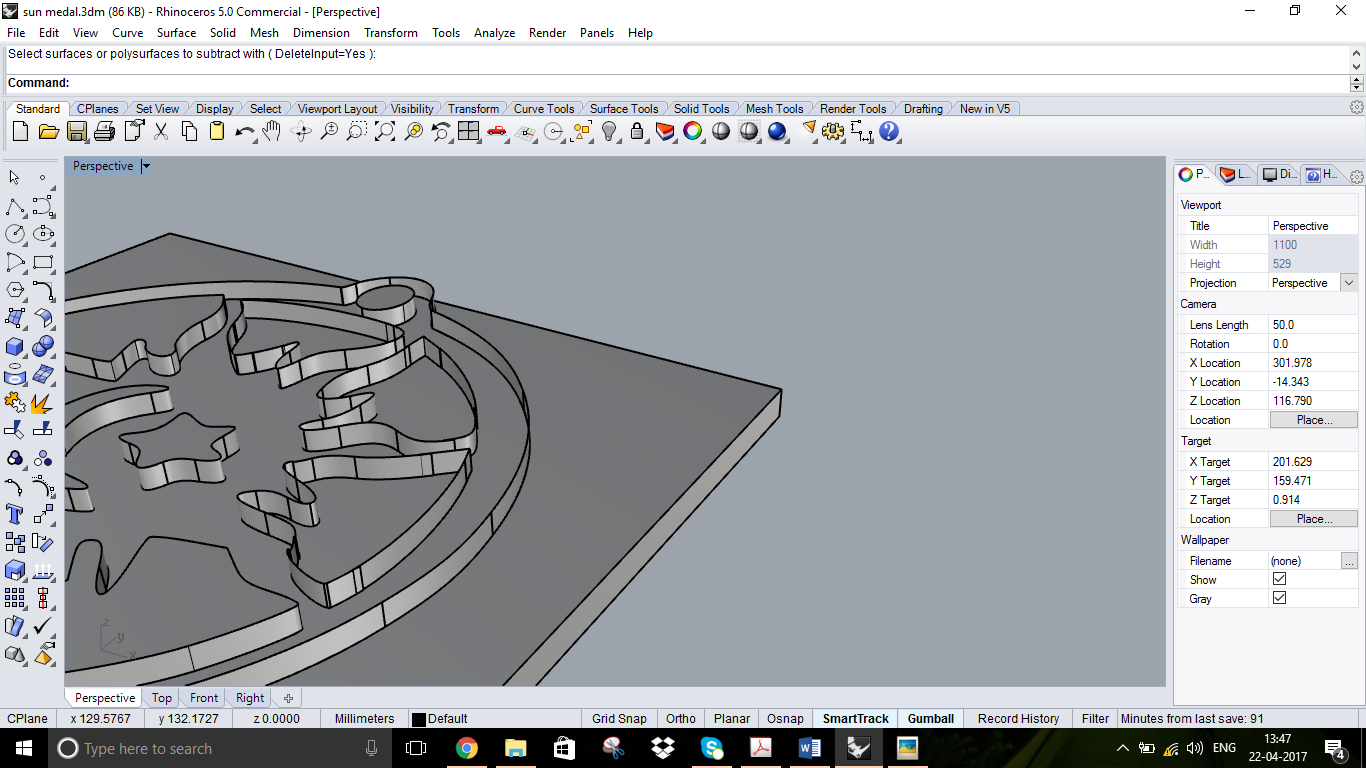 sun medal.3dm (86 KB) - Rhinoceros 5.0 Commercial - [Perspective]
File Edit View Curve Surface Solid Mesh Dimension Transform Tools Analyze Render Panels Help
Select surfaces or polysurfaces to subtract with ( DeleteInput=Yes ):
Command:
Standard CPlanes Set View Display Select Viewport Layout Visibility Transform Curve Tools Surface Tools Solid Tools Mesh Tools Render Tools Drafting New in V5
Perspective
P... L... Di... H...
Viewport
Title Perspective
Width 1100
Height 529
Projection Perspective
Camera
Lens Length 50.0
Rotation 0.0
X Location 301.978
Y Location -14.343
Z Location 116.790
Location Place...
Target
X Target 201.629
Y Target 159.471
Z Target 0.914
Location Place...
Wallpaper
Filename (none) ...
Show
Gray
z
y
x
Perspective Top Front Right
CPlane x 129.5767 y 132.1727 z 0.0000 Millimeters Default Grid Snap Ortho Planar Osnap SmartTrack Gumball Record History Filter Minutes from last save: 91
Type here to search
ENG
13:47
22-04-2017
4